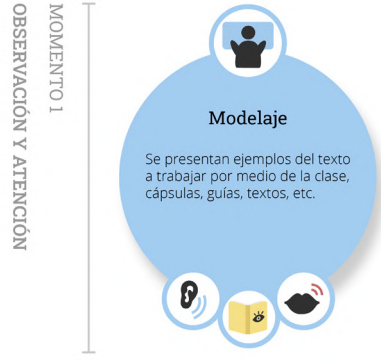 MOMENTO 1
OBSERVACIÓN Y ATENCIÓN
Modelaje
Se presentan ejemplos del texto
a trabajar por medio de la clase,
cápsulas, guías, textos, etc.